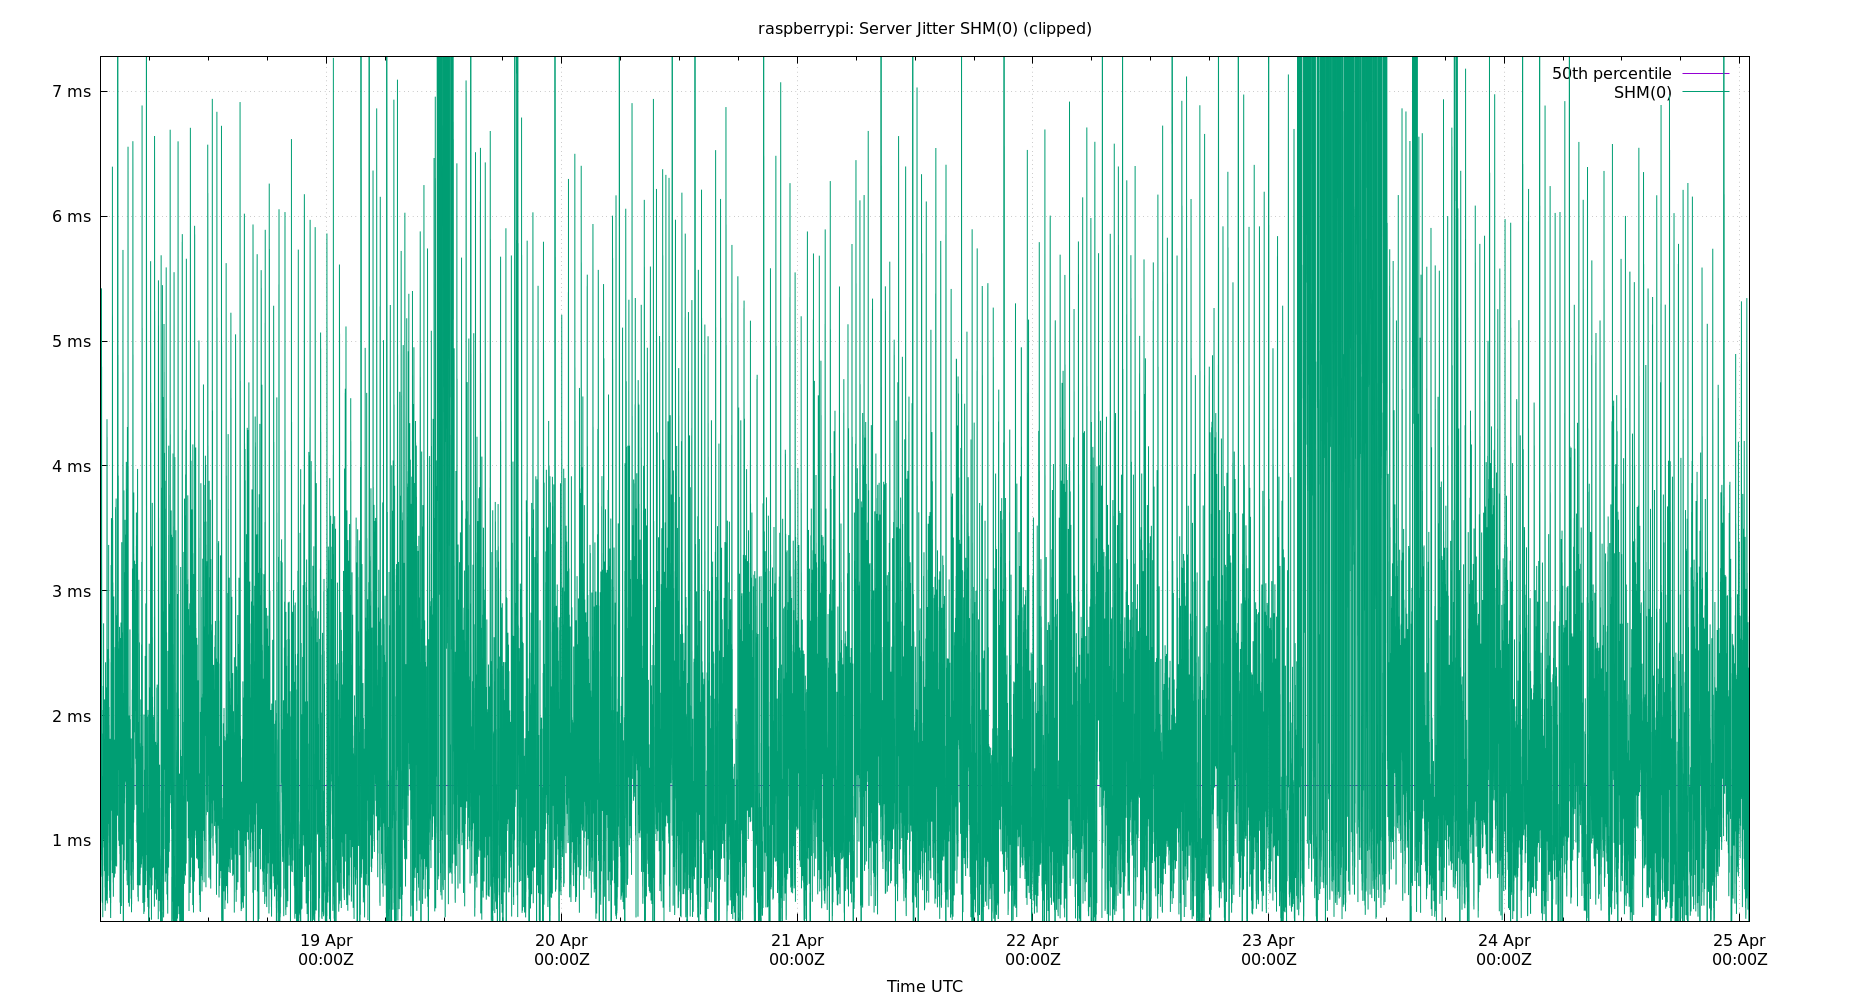 raspberrypi: Server Jitter SHM(0) (clipped)
50th percentile
SHM(0)
7 ms
6 ms
5 ms
4 ms
3 ms
2 ms
1 ms
19 Apr 20 Apr 21 Apr 22 Apr 23 Apr 24 Apr 25 Apr
00:00Z 00:00Z 00:00Z 00:00Z 00:00Z 00:00Z 00:00Z
Time UTC